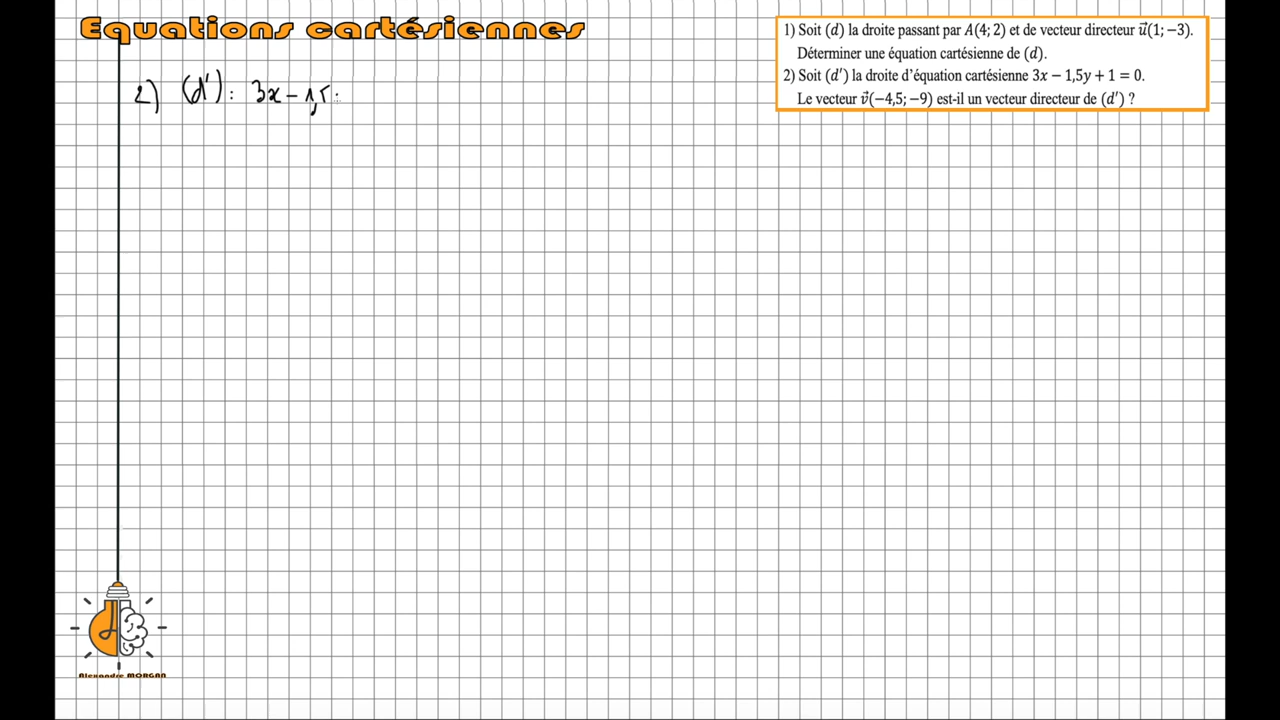 Equations cartésiennes
1) Soit (d) la droite passant par A(4; 2) et de vecteur directeur u⃗(1; −3).
Déterminer une équation cartésienne de (d).
2) Soit (d′) la droite d'équation cartésienne 3x − 1,5y + 1 = 0.
Le vecteur v⃗(−4,5; −9) est-il un vecteur directeur de (d′) ?
2) (d') : 3x − 1,5
Alexandre MORGAN